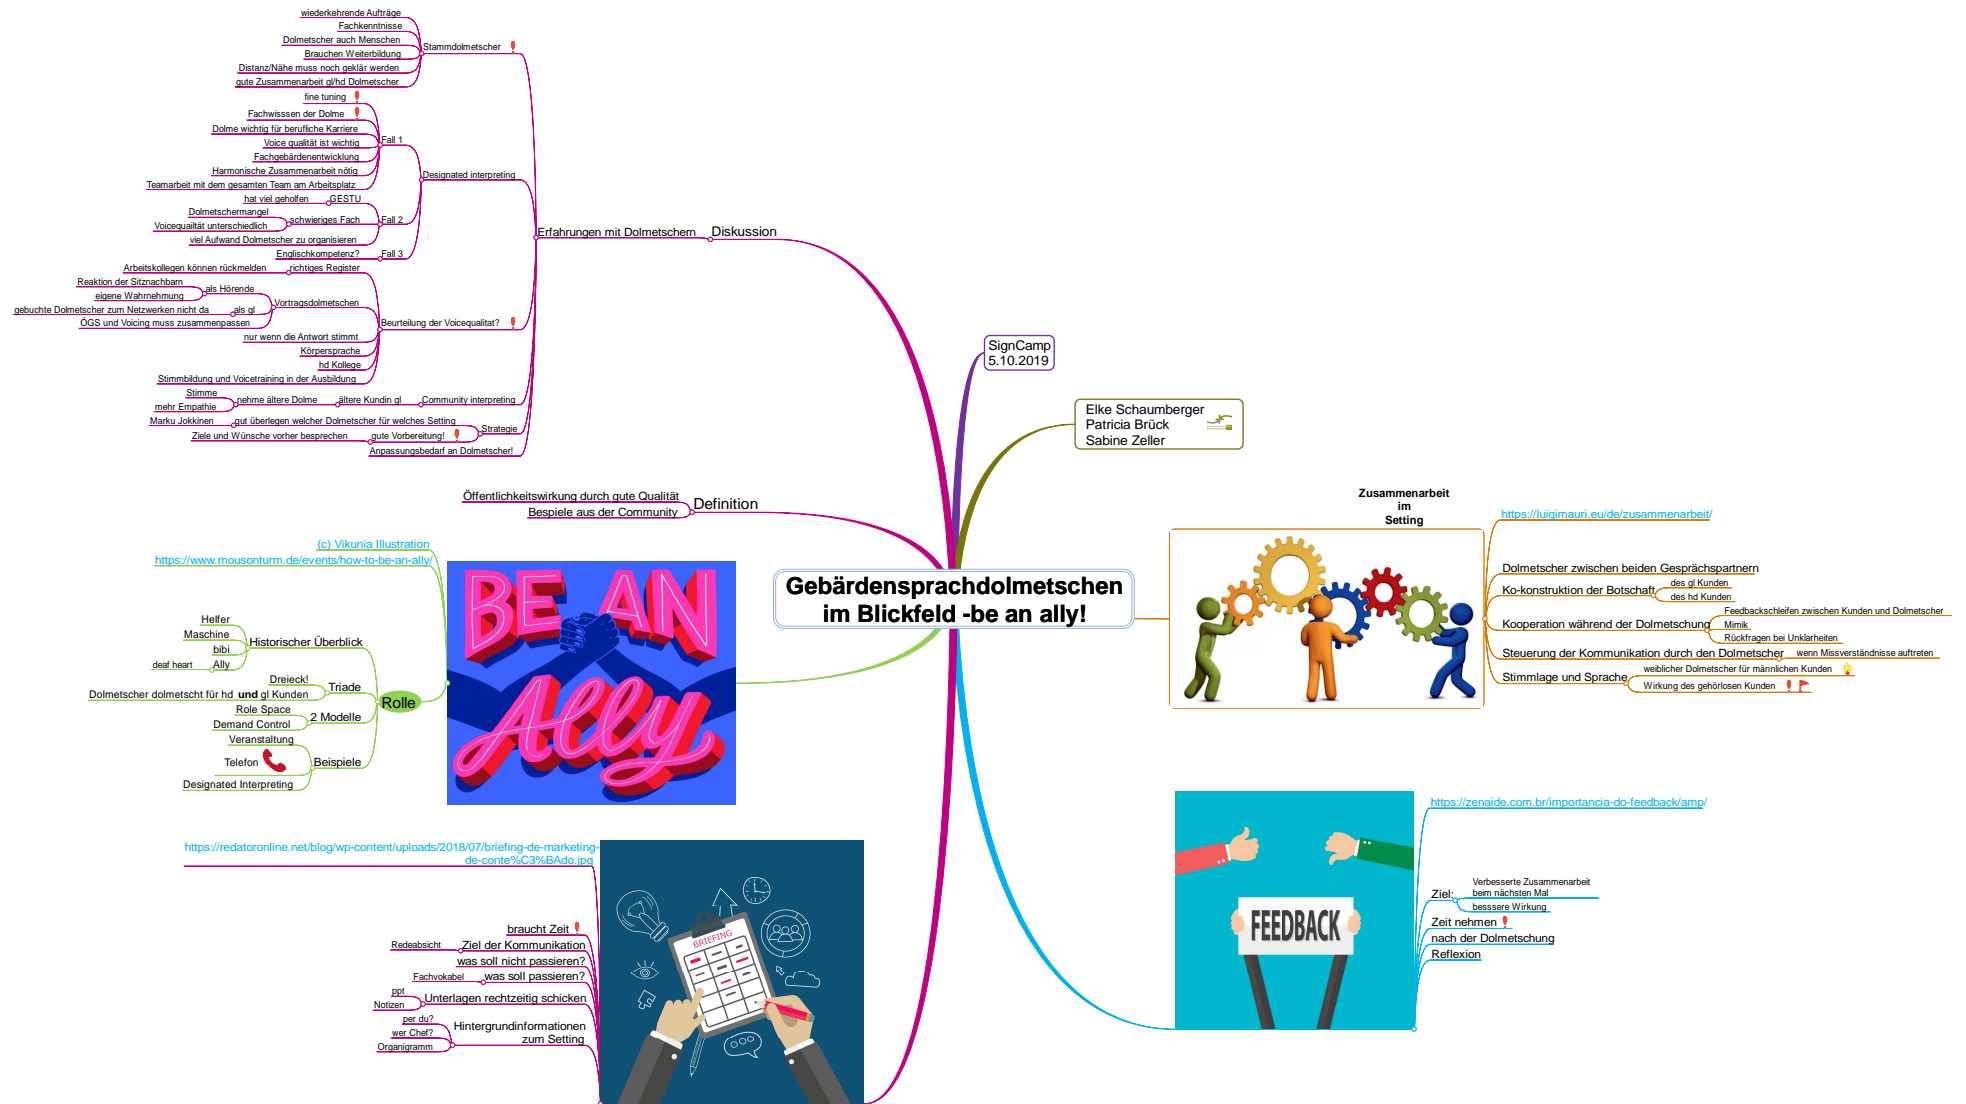 Gebärdensprachdolmetschen
im Blickfeld -be an ally!
SignCamp
5.10.2019
Elke Schaumberger
Patricia Brück
Sabine Zeller
Zusammenarbeit
im
Setting
https://luigimauri.eu/de/zusammenarbeit/
Dolmetscher zwischen beiden Gesprächspartnern
Ko-konstruktion der Botschaft
des gl Kunden
des hd Kunden
Kooperation während der Dolmetschung
Feedbackschleifen zwischen Kunden und Dolmetscher
Mimik
Rückfragen bei Unklarheiten
Steuerung der Kommunikation durch den Dolmetscher
wenn Missverständnisse auftreten
Stimmlage und Sprache
weiblicher Dolmetscher für männlichen Kunden
Wirkung des gehörlosen Kunden
FEEDBACK
https://zenaide.com.br/importancia-do-feedback/amp/
Ziel:
Verbesserte Zusammenarbeit
beim nächsten Mal
besssere Wirkung
Zeit nehmen
nach der Dolmetschung
Reflexion
BRIEFING
https://redatoronline.net/blog/wp-content/uploads/2018/07/briefing-de-marketing-
de-conte%C3%BAdo.jpg
braucht Zeit
Ziel der Kommunikation
Redeabsicht
was soll nicht passieren?
was soll passieren?
Fachvokabel
Unterlagen rechtzeitig schicken
ppt
Notizen
Hintergrundinformationen
zum Setting
per du?
wer Chef?
Organigramm
BE AN
Ally
(c) Vikunia Illustration
https://www.mousonturm.de/events/how-to-be-an-ally/
Rolle
Historischer Überblick
Helfer
Maschine
bibi
Ally
deaf heart
Triade
Dreieck!
Dolmetscher dolmetscht für hd und gl Kunden
2 Modelle
Role Space
Demand Control
Beispiele
Veranstaltung
Telefon
Designated Interpreting
Definition
Öffentlichkeitswirkung durch gute Qualität
Bespiele aus der Community
Diskussion
Erfahrungen mit Dolmetschern
Stammdolmetscher
wiederkehrende Aufträge
Fachkenntnisse
Dolmetscher auch Menschen
Brauchen Weiterbildung
Distanz/Nähe muss noch geklär werden
gute Zusammenarbeit gl/hd Dolmetscher
Designated interpreting
Fall 1
fine tuning
Fachwisssen der Dolme
Dolme wichtig für berufliche Karriere
Voice qualität ist wichtig
Fachgebärdenentwicklung
Harmonische Zusammenarbeit nötig
Teamarbeit mit dem gesamten Team am Arbeitsplatz
Fall 2
GESTU
hat viel geholfen
schwieriges Fach
Dolmetschermangel
Voicequailtät unterschiedlich
viel Aufwand Dolmetscher zu organisieren
Fall 3
Englischkompetenz?
Beurteilung der Voicequalitat?
richtiges Register
Arbeitskollegen können rückmelden
Vortragsdolmetschen
als Hörende
Reaktion der Sitznachbarn
eigene Wahrnehmung
als gl
gebuchte Dolmetscher zum Netzwerken nicht da
ÖGS und Voicing muss zusammenpassen
nur wenn die Antwort stimmt
Körpersprache
hd Kollege
Stimmbildung und Voicetraining in der Ausbildung
Community interpreting
ältere Kundin gl
nehme ältere Dolme
Stimme
mehr Empathie
Strategie
gut überlegen welcher Dolmetscher für welches Setting
Marku Jokkinen
gute Vorbereitung!
Ziele und Wünsche vorher besprechen
Anpassungsbedarf an Dolmetscher!